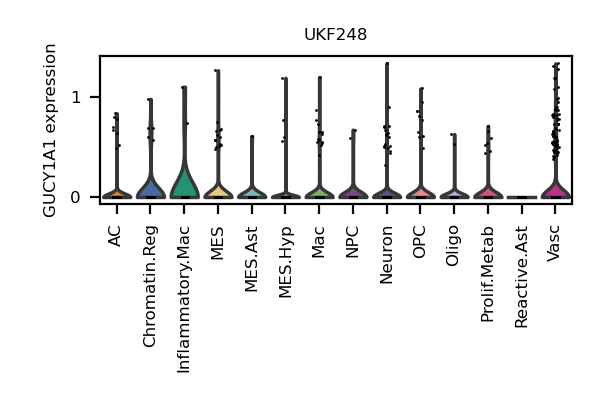 UKF248
GUCY1A1 expression
1
0
AC
Chromatin.Reg
Inflammatory.Mac
MES
MES.Ast
MES.Hyp
Mac
NPC
Neuron
OPC
Oligo
Prolif.Metab
Reactive.Ast
Vasc